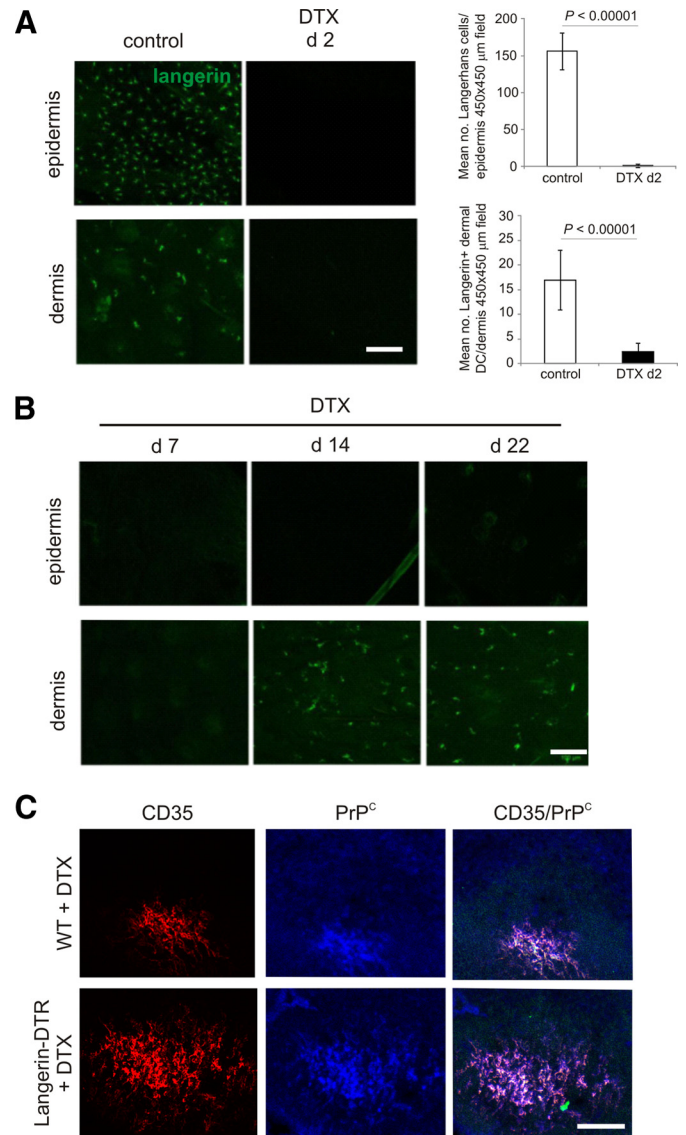 A
control
DTX
d 2
langerin
epidermis
dermis
Mean no. Langerhans cells/
epidermis 450x450 µm field
200
150
100
50
0
P < 0.00001
control
DTX d2
Mean no. Langerin+ dermal
DC/dermis 450x450 µm field
30
25
20
15
10
5
0
P < 0.00001
control
DTX d2
B
DTX
d 7
d 14
d 22
epidermis
dermis
C
CD35
PrPᶜ
CD35/PrPᶜ
WT + DTX
Langerin-DTR
+ DTX